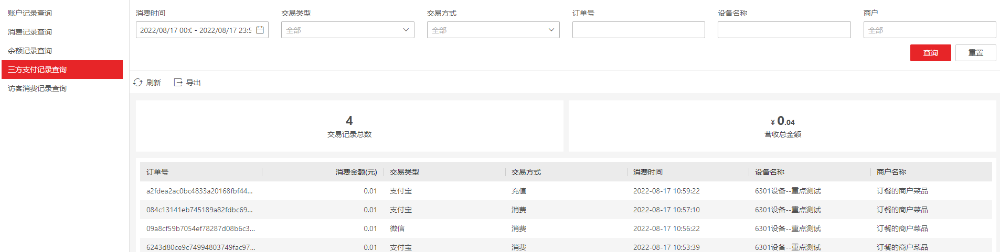 账户记录查询
消费记录查询
余额记录查询
三方支付记录查询
访客消费记录查询
消费时间 交易类型 交易方式 订单号 设备名称 商户
2022/08/17 00:0 - 2022/08/17 23:5 全部 全部 全部
查询 重置
刷新 导出
4
交易记录总数
¥ 0.04
营收总金额
订单号 消费金额(元) 交易类型 交易方式 消费时间 设备名称 商户名称
a2fdea2ac0bc4833a20168fbf44... 0.01 支付宝 充值 2022-08-17 10:59:22 6301设备--重点测试 订餐的商户菜品
084c13141eb745189a82fdbc69... 0.01 支付宝 消费 2022-08-17 10:57:10 6301设备--重点测试 订餐的商户菜品
09a8cf59b7054ef78287d08b6c3... 0.01 微信 消费 2022-08-17 10:56:22 6301设备--重点测试 订餐的商户菜品
6243d80ce9c74994803749fac97... 0.01 支付宝 消费 2022-08-17 10:53:39 6301设备--重点测试 订餐的商户菜品